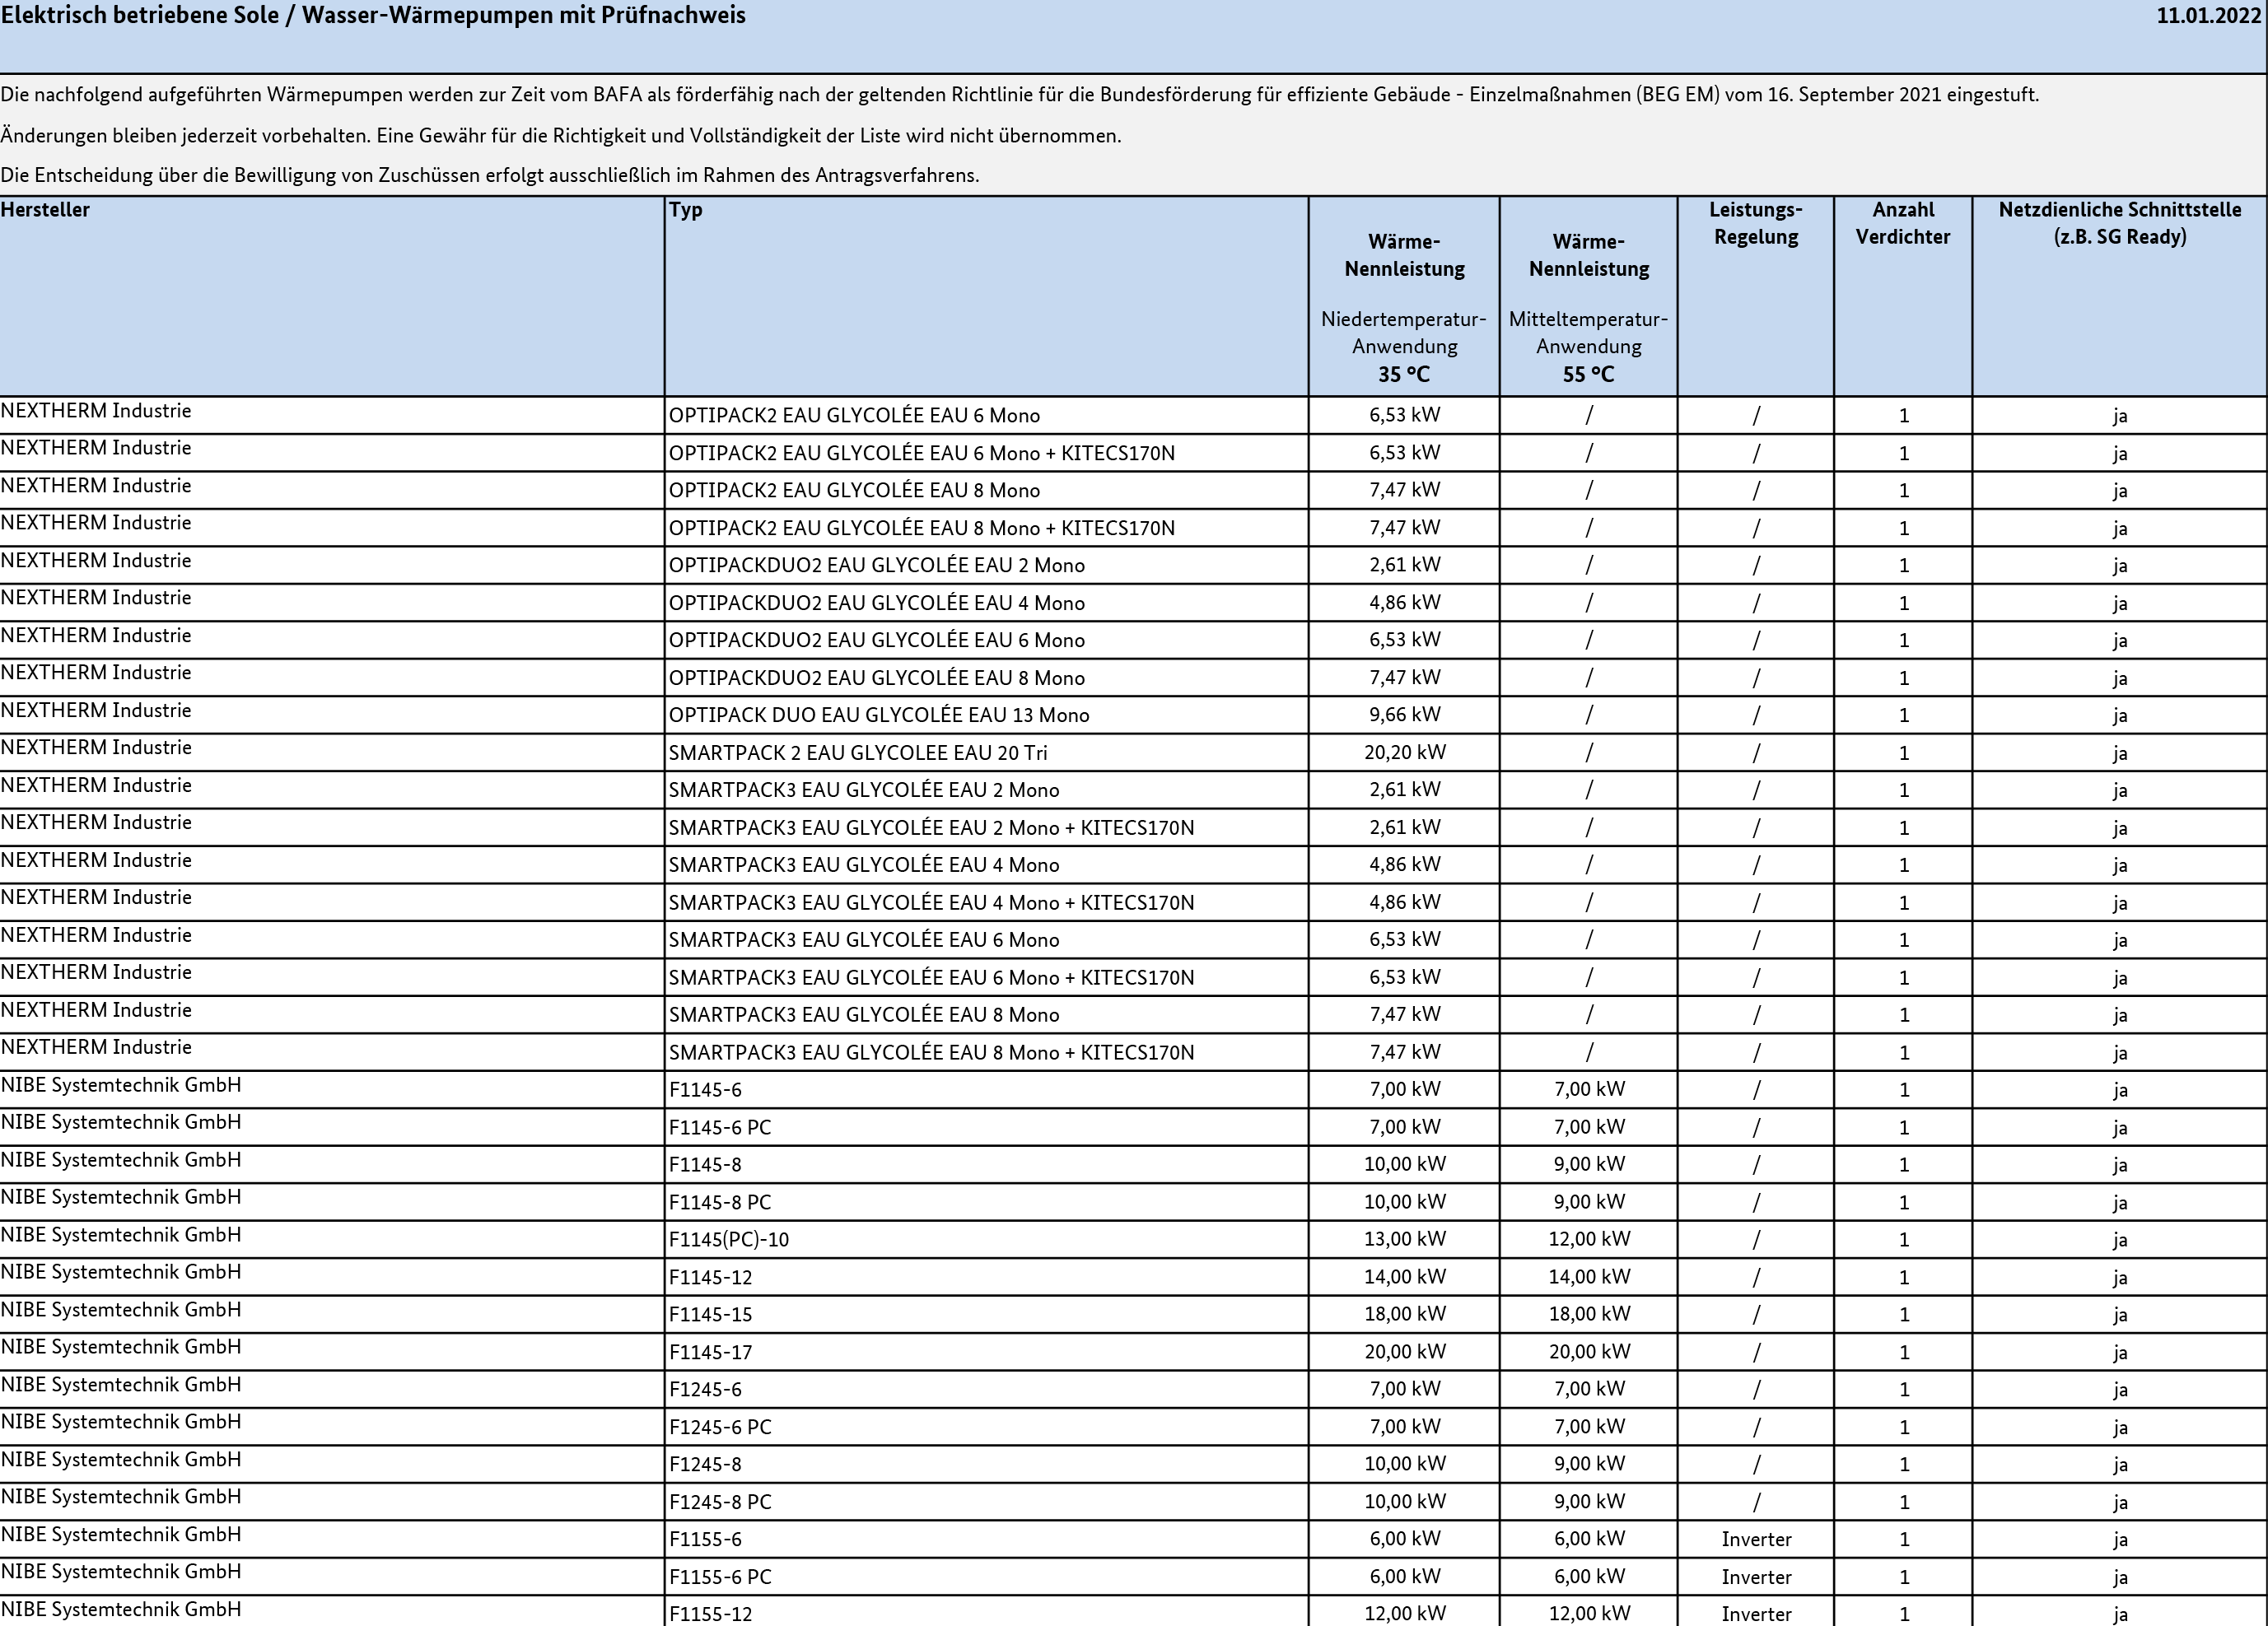 Elektrisch betriebene Sole / Wasser-Wärmepumpen mit Prüfnachweis 11.01.2022
Die nachfolgend aufgeführten Wärmepumpen werden zur Zeit vom BAFA als förderfähig nach der geltenden Richtlinie für die Bundesförderung für effiziente Gebäude - Einzelmaßnahmen (BEG EM) vom 16. September 2021 eingestuft.
Änderungen bleiben jederzeit vorbehalten. Eine Gewähr für die Richtigkeit und Vollständigkeit der Liste wird nicht übernommen.
Die Entscheidung über die Bewilligung von Zuschüssen erfolgt ausschließlich im Rahmen des Antragsverfahrens.
Hersteller Typ Wärme-Nennleistung Niedertemperatur-Anwendung 35 °C Wärme-Nennleistung Mitteltemperatur-Anwendung 55 °C Leistungs-Regelung Anzahl Verdichter Netzdienliche Schnittstelle (z.B. SG Ready)
NEXTHERM Industrie OPTIPACK2 EAU GLYCOLÉE EAU 6 Mono 6,53 kW / / 1 ja
NEXTHERM Industrie OPTIPACK2 EAU GLYCOLÉE EAU 6 Mono + KITECS170N 6,53 kW / / 1 ja
NEXTHERM Industrie OPTIPACK2 EAU GLYCOLÉE EAU 8 Mono 7,47 kW / / 1 ja
NEXTHERM Industrie OPTIPACK2 EAU GLYCOLÉE EAU 8 Mono + KITECS170N 7,47 kW / / 1 ja
NEXTHERM Industrie OPTIPACKDUO2 EAU GLYCOLÉE EAU 2 Mono 2,61 kW / / 1 ja
NEXTHERM Industrie OPTIPACKDUO2 EAU GLYCOLÉE EAU 4 Mono 4,86 kW / / 1 ja
NEXTHERM Industrie OPTIPACKDUO2 EAU GLYCOLÉE EAU 6 Mono 6,53 kW / / 1 ja
NEXTHERM Industrie OPTIPACKDUO2 EAU GLYCOLÉE EAU 8 Mono 7,47 kW / / 1 ja
NEXTHERM Industrie OPTIPACK DUO EAU GLYCOLÉE EAU 13 Mono 9,66 kW / / 1 ja
NEXTHERM Industrie SMARTPACK 2 EAU GLYCOLEE EAU 20 Tri 20,20 kW / / 1 ja
NEXTHERM Industrie SMARTPACK3 EAU GLYCOLÉE EAU 2 Mono 2,61 kW / / 1 ja
NEXTHERM Industrie SMARTPACK3 EAU GLYCOLÉE EAU 2 Mono + KITECS170N 2,61 kW / / 1 ja
NEXTHERM Industrie SMARTPACK3 EAU GLYCOLÉE EAU 4 Mono 4,86 kW / / 1 ja
NEXTHERM Industrie SMARTPACK3 EAU GLYCOLÉE EAU 4 Mono + KITECS170N 4,86 kW / / 1 ja
NEXTHERM Industrie SMARTPACK3 EAU GLYCOLÉE EAU 6 Mono 6,53 kW / / 1 ja
NEXTHERM Industrie SMARTPACK3 EAU GLYCOLÉE EAU 6 Mono + KITECS170N 6,53 kW / / 1 ja
NEXTHERM Industrie SMARTPACK3 EAU GLYCOLÉE EAU 8 Mono 7,47 kW / / 1 ja
NEXTHERM Industrie SMARTPACK3 EAU GLYCOLÉE EAU 8 Mono + KITECS170N 7,47 kW / / 1 ja
NIBE Systemtechnik GmbH F1145-6 7,00 kW 7,00 kW / 1 ja
NIBE Systemtechnik GmbH F1145-6 PC 7,00 kW 7,00 kW / 1 ja
NIBE Systemtechnik GmbH F1145-8 10,00 kW 9,00 kW / 1 ja
NIBE Systemtechnik GmbH F1145-8 PC 10,00 kW 9,00 kW / 1 ja
NIBE Systemtechnik GmbH F1145(PC)-10 13,00 kW 12,00 kW / 1 ja
NIBE Systemtechnik GmbH F1145-12 14,00 kW 14,00 kW / 1 ja
NIBE Systemtechnik GmbH F1145-15 18,00 kW 18,00 kW / 1 ja
NIBE Systemtechnik GmbH F1145-17 20,00 kW 20,00 kW / 1 ja
NIBE Systemtechnik GmbH F1245-6 7,00 kW 7,00 kW / 1 ja
NIBE Systemtechnik GmbH F1245-6 PC 7,00 kW 7,00 kW / 1 ja
NIBE Systemtechnik GmbH F1245-8 10,00 kW 9,00 kW / 1 ja
NIBE Systemtechnik GmbH F1245-8 PC 10,00 kW 9,00 kW / 1 ja
NIBE Systemtechnik GmbH F1155-6 6,00 kW 6,00 kW Inverter 1 ja
NIBE Systemtechnik GmbH F1155-6 PC 6,00 kW 6,00 kW Inverter 1 ja
NIBE Systemtechnik GmbH F1155-12 12,00 kW 12,00 kW Inverter 1 ja